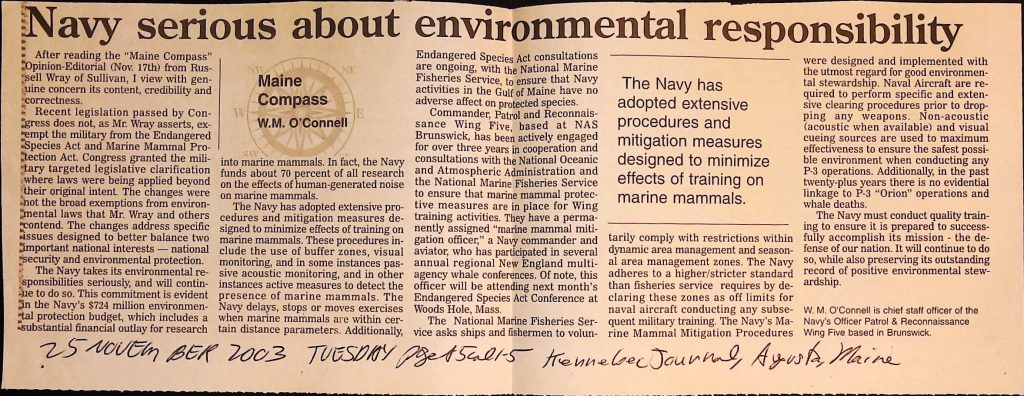 Navy serious about environmental responsibility
After reading the "Maine Compass"
Opinion-Editorial (Nov. 17th) from Rus-
sell Wray of Sullivan, I view with gen-
uine concern its content, credibility and
correctness.
Recent legislation passed by Con-
gress does not, as Mr. Wray asserts, ex-
empt the military from the Endangered
Species Act and Marine Mammal Pro-
tection Act. Congress granted the mili-
tary targeted legislative clarification
where laws were being applied beyond
their original intent. The changes were
not the broad exemptions from environ-
mental laws that Mr. Wray and others
contend. The changes address specific
issues designed to better balance two
important national interests — national
security and environmental protection.
The Navy takes its environmental re-
sponsibilities seriously, and will contin-
ue to do so. This commitment is evident
in the Navy's $724 million environmen-
tal protection budget, which includes a
substantial financial outlay for research
NW
NE
W
Maine
Compass
W.M. O'Connell
into marine mammals. In fact, the Navy
funds about 70 percent of all research
on the effects of human-generated noise
on marine mammals.
The Navy has adopted extensive pro-
cedures and mitigation measures de-
signed to minimize effects of training on
marine mammals. These procedures in-
clude the use of buffer zones, visual
monitoring, and in some instances pas-
sive acoustic monitoring, and in other
instances active measures to detect the
presence of marine mammals. The
Navy delays, stops or moves exercises
when marine mammals are within cer-
tain distance parameters. Additionally,
Endangered Species Act consultations
are ongoing, with the National Marine
Fisheries Service, to ensure that Navy
activities in the Gulf of Maine have no
adverse affect on protected species.
Commander, Patrol and Reconnais-
sance Wing Five, based at NAS
Brunswick, has been actively engaged
for over three years in cooperation and
consultations with the National Oceanic
and Atmospheric Administration and
the National Marine Fisheries Service
to ensure that marine mammal protec-
tive measures are in place for Wing
training activities. They have a perma-
nently assigned "marine mammal miti-
gation officer," a Navy commander and
aviator, who has participated in several
annual regional New England multi-
agency whale conferences. Of note, this
officer will be attending next month's
Endangered Species Act Conference at
Woods Hole, Mass.
The National Marine Fisheries Ser-
vice asks ships and fishermen to volun-
The Navy has
adopted extensive
procedures and
mitigation measures
designed to minimize
effects of training on
marine mammals.
tarily comply with restrictions within
dynamic area management and season-
al area management zones. The Navy
adheres to a higher/stricter standard
than fisheries service requires by de-
claring these zones as off limits for
naval aircraft conducting any sub-
sequent military training. The Navy's Ma-
rine Mammal Mitigation Procedures
were designed and implemented with
the utmost regard for good environmen-
tal stewardship. Naval Aircraft are re-
quired to perform specific and exten-
sive clearing procedures prior to drop-
ping any weapons. Non-acoustic
(acoustic when available) and visual
cueing sources are used to maximum
effectiveness to ensure the safest possi-
ble environment when conducting any
P-3 operations. Additionally, in the past
twenty-plus years there is no evidential
linkage to P-3 "Orion" operations and
whale deaths.
The Navy must conduct quality train-
ing to ensure it is prepared to success-
fully accomplish its mission - the de-
fense of our nation. It will continue to do
so, while also preserving its outstanding
record of positive environmental stew-
ardship.
W. M. O'Connell is chief staff officer of the
Navy's Officer Patrol & Reconnaissance
Wing Five based in Brunswick.
25 NOVEMBER 2003 TUESDAY Kennebec Journal, Agusta, Maine